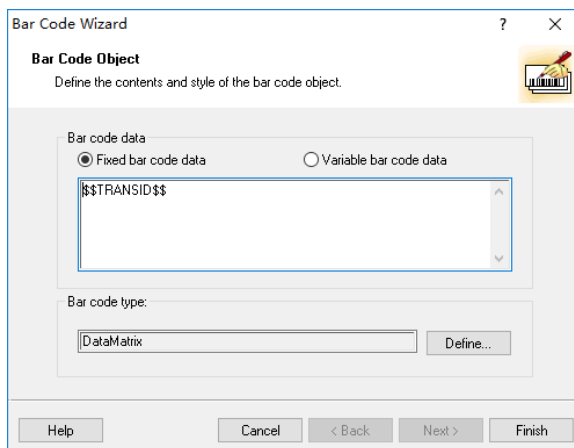 Bar Code Wizard
Bar Code Object
Define the contents and style of the bar code object.
Bar code data
Fixed bar code data Variable bar code data
$$TRANSID$$
Bar code type:
DataMatrix Define...
Help Cancel < Back Next > Finish